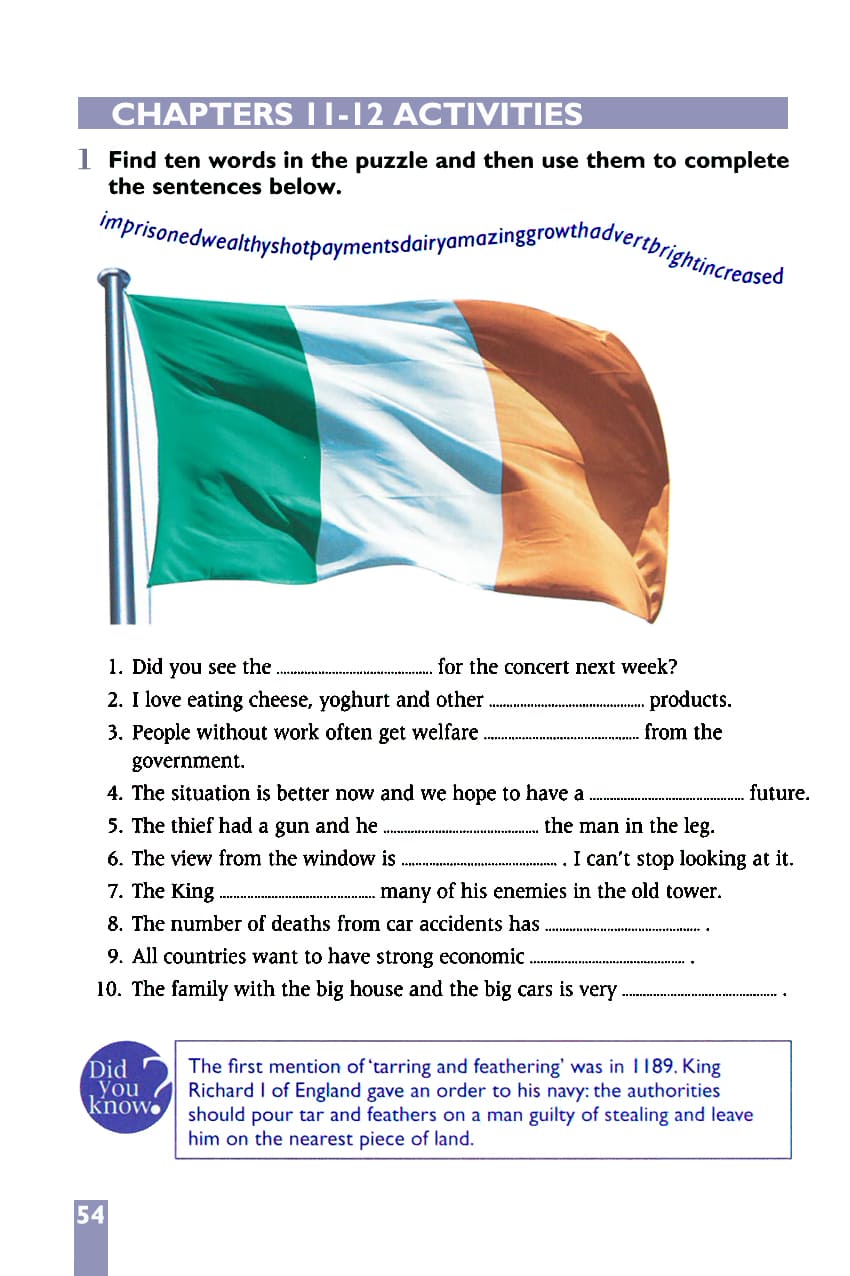 CHAPTERS 11-12 ACTIVITIES
1 Find ten words in the puzzle and then use them to complete
the sentences below.
imprisonedwealthyshotpaymentsdairyamazinggrowthadvertbrightincreased
1. Did you see the ............................................ for the concert next week?
2. I love eating cheese, yoghurt and other ............................................ products.
3. People without work often get welfare ............................................ from the
government.
4. The situation is better now and we hope to have a ............................................ future.
5. The thief had a gun and he ............................................ the man in the leg.
6. The view from the window is ............................................ . I can't stop looking at it.
7. The King ............................................ many of his enemies in the old tower.
8. The number of deaths from car accidents has ............................................ .
9. All countries want to have strong economic ............................................ .
10. The family with the big house and the big cars is very ............................................ .
Did you know?
The first mention of ‘tarring and feathering’ was in 1189. King
Richard I of England gave an order to his navy: the authorities
should pour tar and feathers on a man guilty of stealing and leave
him on the nearest piece of land.
54